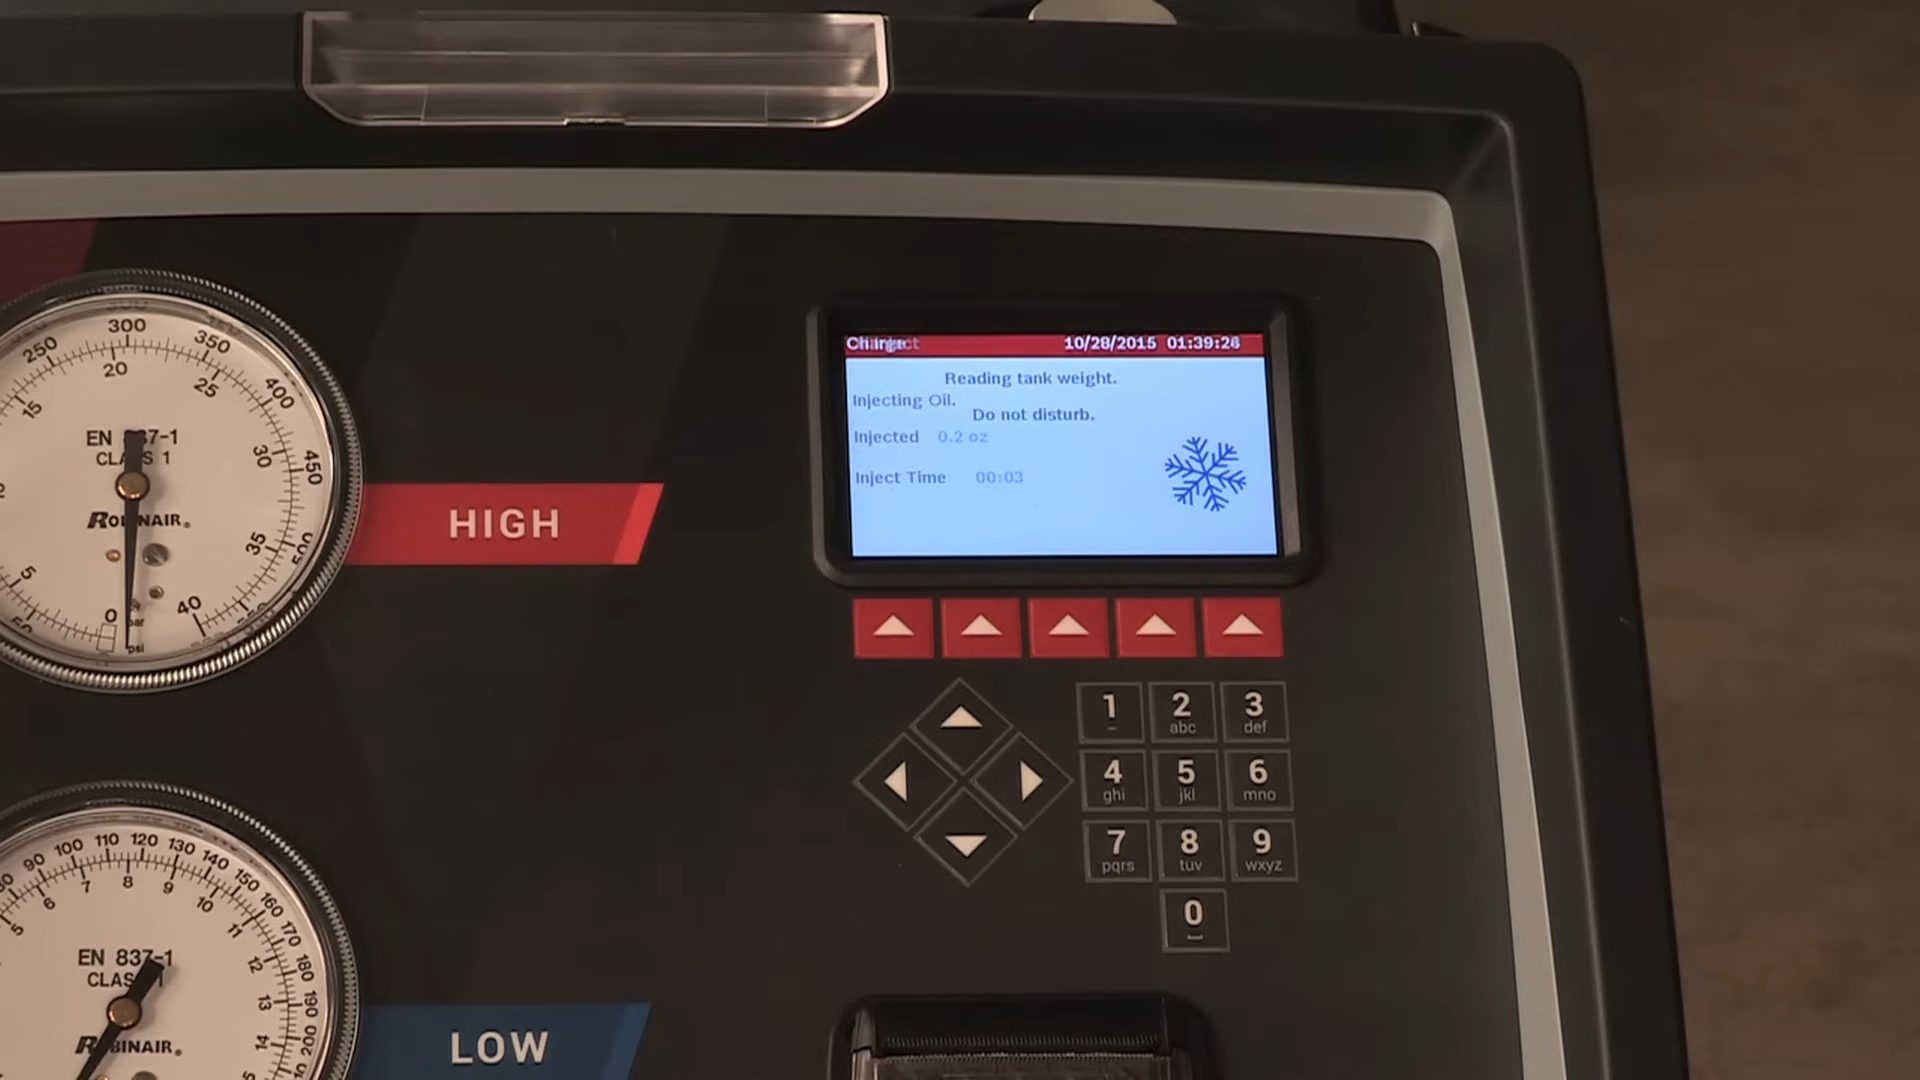 10/28/2015 01:39:28
Reading tank weight.
Injecting Oil.
Do not disturb.
Injected 0.2 oz
Inject Time 00:03
250 300 350 400 450 500
15 20 25 30 35 40
5 0
bar
psi
EN 837-1
CLASS 1
ROBINAIR®
HIGH
1
2 abc
3 def
4 ghi
5 jkl
6 mno
7 pqrs
8 tuv
9 wxyz
0
90 100 110 120 130 140 150 160 170 180 190 200
5 6 7 8 9 10 11 12 13 14
EN 837-1
CLASS 1
ROBINAIR®
LOW